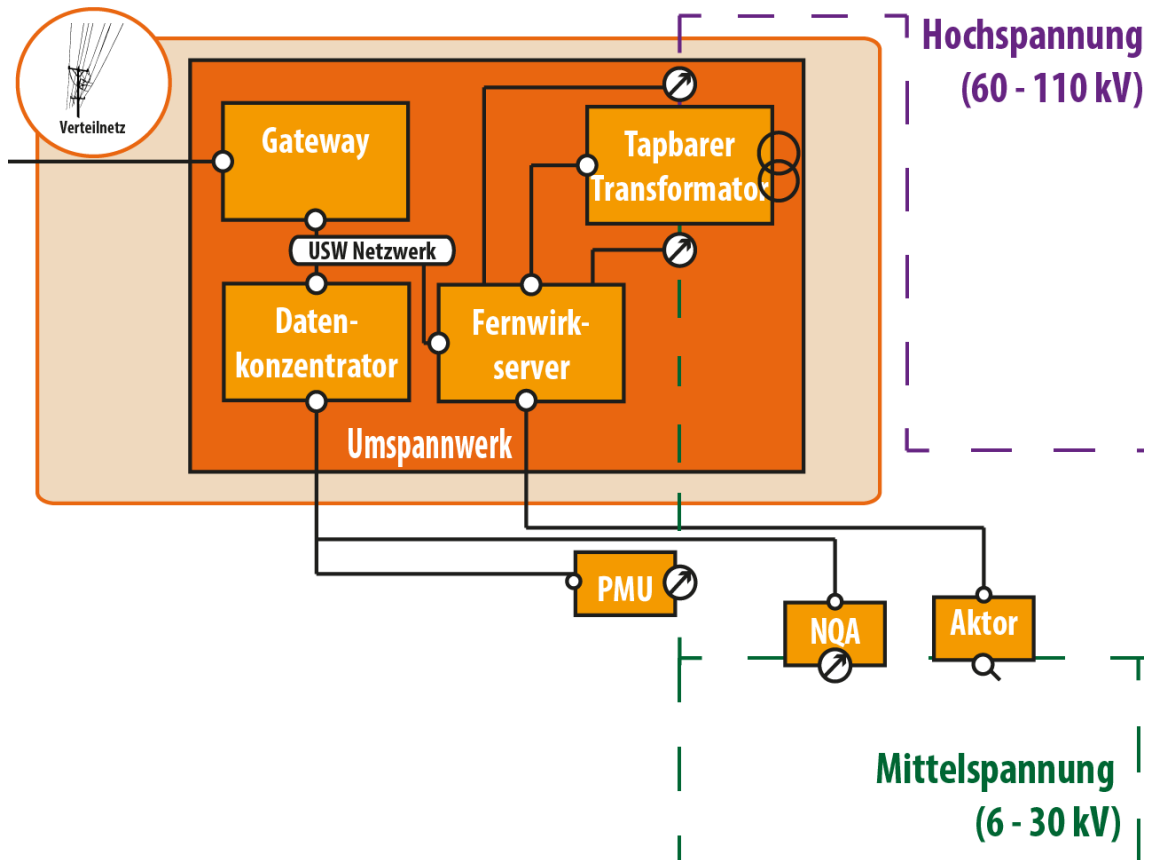 Hochspannung
(60 - 110 kV)
Verteilnetz
Gateway
Tapbarer
Transformator
USW Netzwerk
Daten-
konzentrator
Fernwirk-
server
Umspannwerk
PMU
NQA
Aktor
Mittelspannung
(6 - 30 kV)